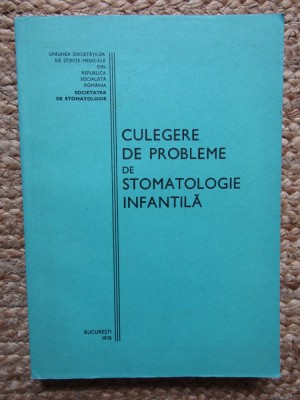 UNIUNEA SOCIETĂȚILOR
DE ȘTIINȚE MEDICALE
DIN
REPUBLICA
SOCIALISTĂ
ROMÂNIA
SOCIETATEA
DE STOMATOLOGIE
CULEGERE
DE PROBLEME
DE
STOMATOLOGIE
INFANTILĂ
BUCUREȘTI
1978